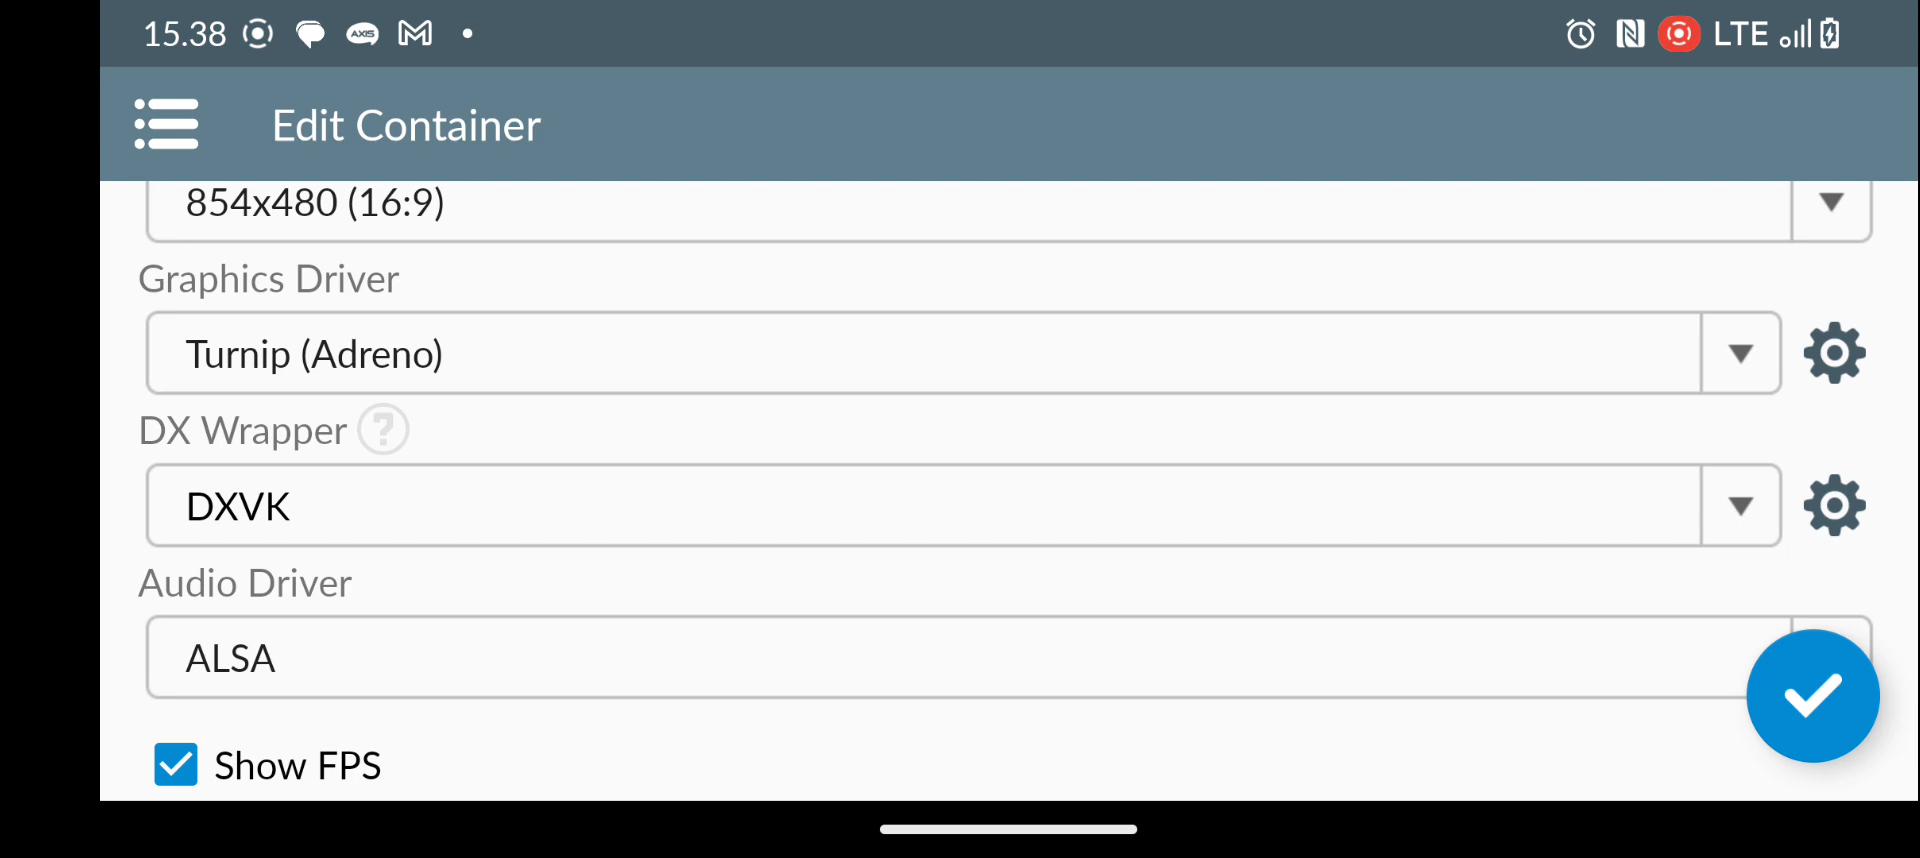 15.38 AXIS LTE
Edit Container
854x480 (16:9)
Graphics Driver
Turnip (Adreno)
DX Wrapper ?
DXVK
Audio Driver
ALSA
Show FPS